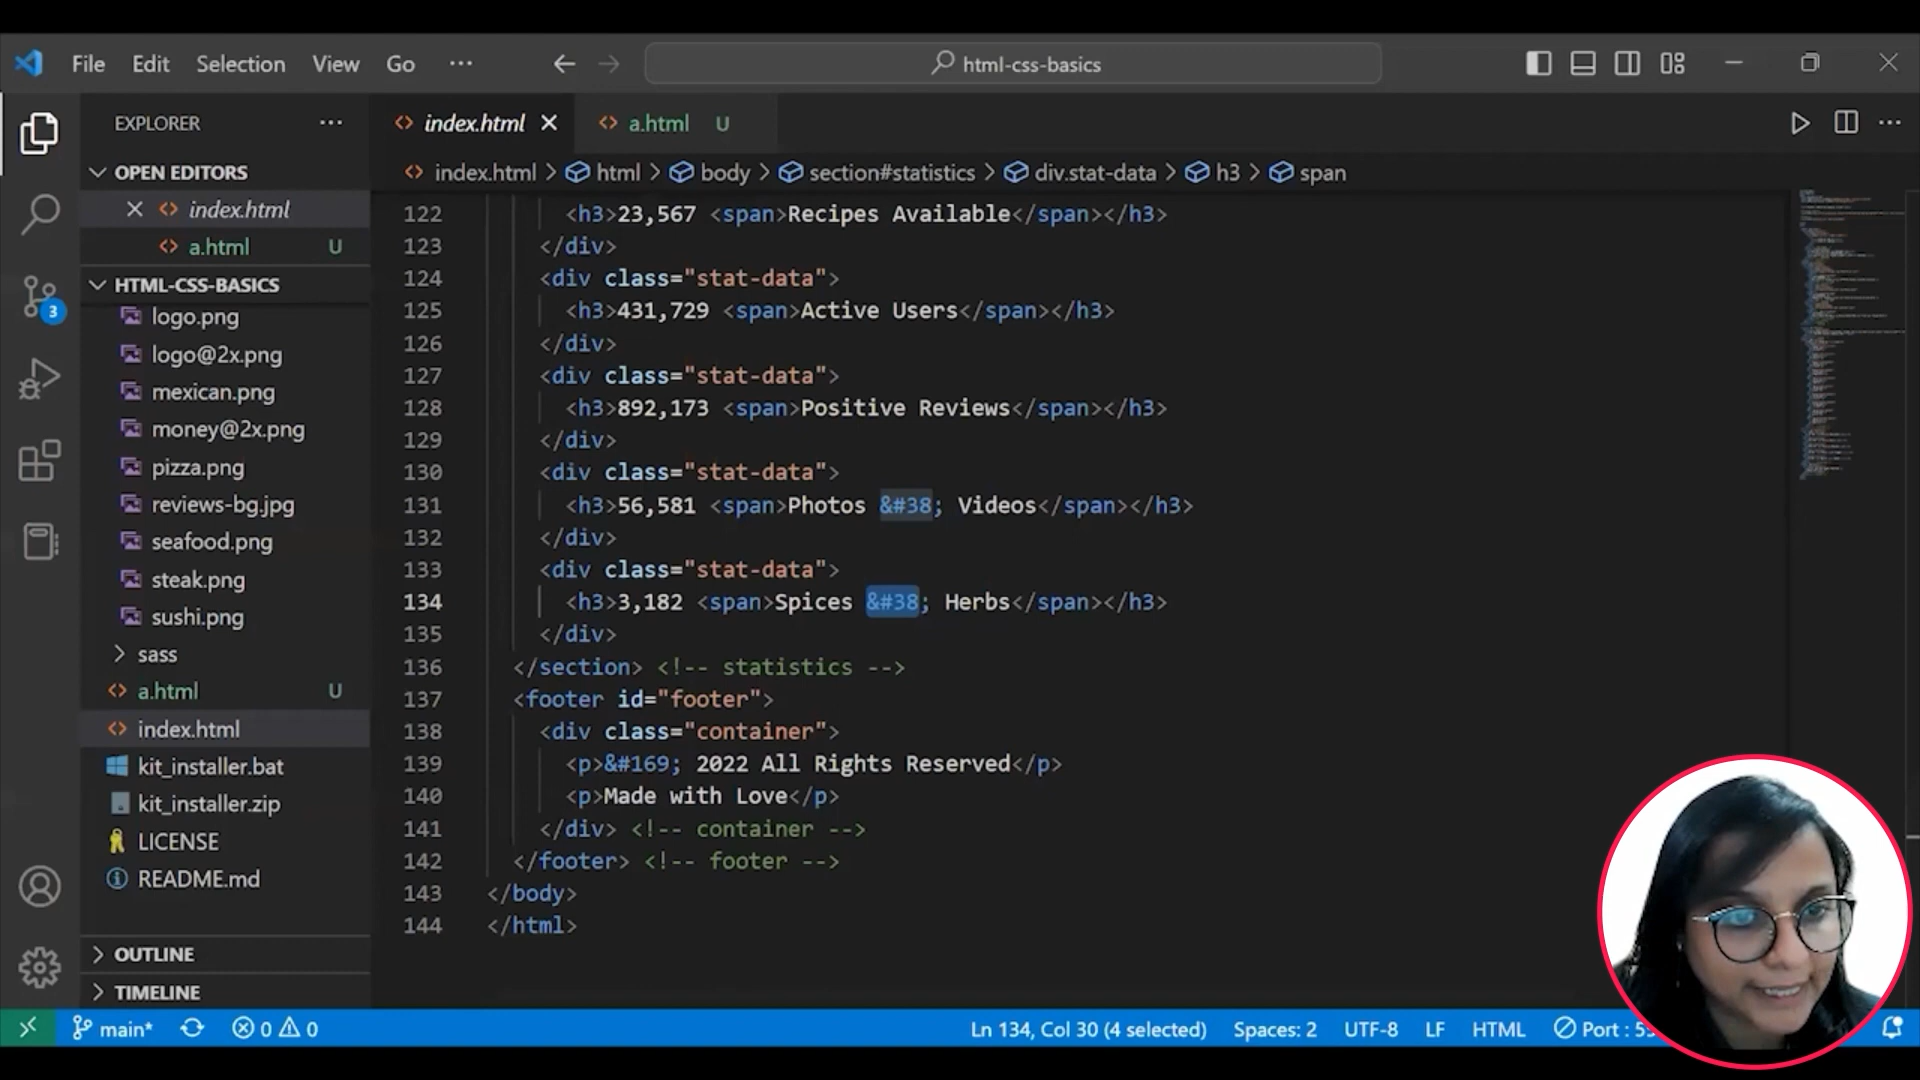 File Edit Selection View Go ··· html-css-basics
EXPLORER ···
OPEN EDITORS
index.html
a.html U
HTML-CSS-BASICS
logo.png
logo@2x.png
mexican.png
money@2x.png
pizza.png
reviews-bg.jpg
seafood.png
steak.png
sushi.png
sass
a.html U
index.html
kit_installer.bat
kit_installer.zip
LICENSE
README.md
OUTLINE
TIMELINE
3
index.html a.html U
index.html > html > body > section#statistics > div.stat-data > h3 > span
122 <h3>23,567 <span>Recipes Available</span></h3>
123 </div>
124 <div class="stat-data">
125 <h3>431,729 <span>Active Users</span></h3>
126 </div>
127 <div class="stat-data">
128 <h3>892,173 <span>Positive Reviews</span></h3>
129 </div>
130 <div class="stat-data">
131 <h3>56,581 <span>Photos &#38; Videos</span></h3>
132 </div>
133 <div class="stat-data">
134 <h3>3,182 <span>Spices &#38; Herbs</span></h3>
135 </div>
136 </section> <!-- statistics -->
137 <footer id="footer">
138 <div class="container">
139 <p>&#169; 2022 All Rights Reserved</p>
140 <p>Made with Love</p>
141 </div> <!-- container -->
142 </footer> <!-- footer -->
143 </body>
144 </html>
main* 0 0 Ln 134, Col 30 (4 selected) Spaces: 2 UTF-8 LF HTML Port :